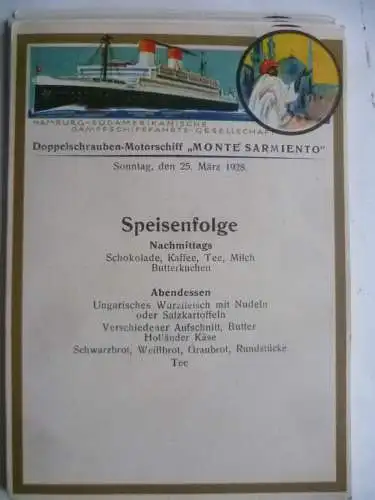 HAMBURG-SÜDAMERIKANISCHE
DAMPFSCHIFFFAHRTS-GESELLSCHAFT
Doppelschrauben-Motorschiff „MONTE SARMIENTO"
Sonntag, den 25. März 1928.
Speisenfolge
Nachmittags
Schokolade, Kaffee, Tee, Milch
Butterkuchen
Abendessen
Ungarisches Wurzfleisch mit Nudeln
oder Salzkartoffeln
Verschiedener Aufschnitt, Butter
Holländer Käse
Schwarzbrot, Weißbrot, Graubrot, Rundstücke
Tee